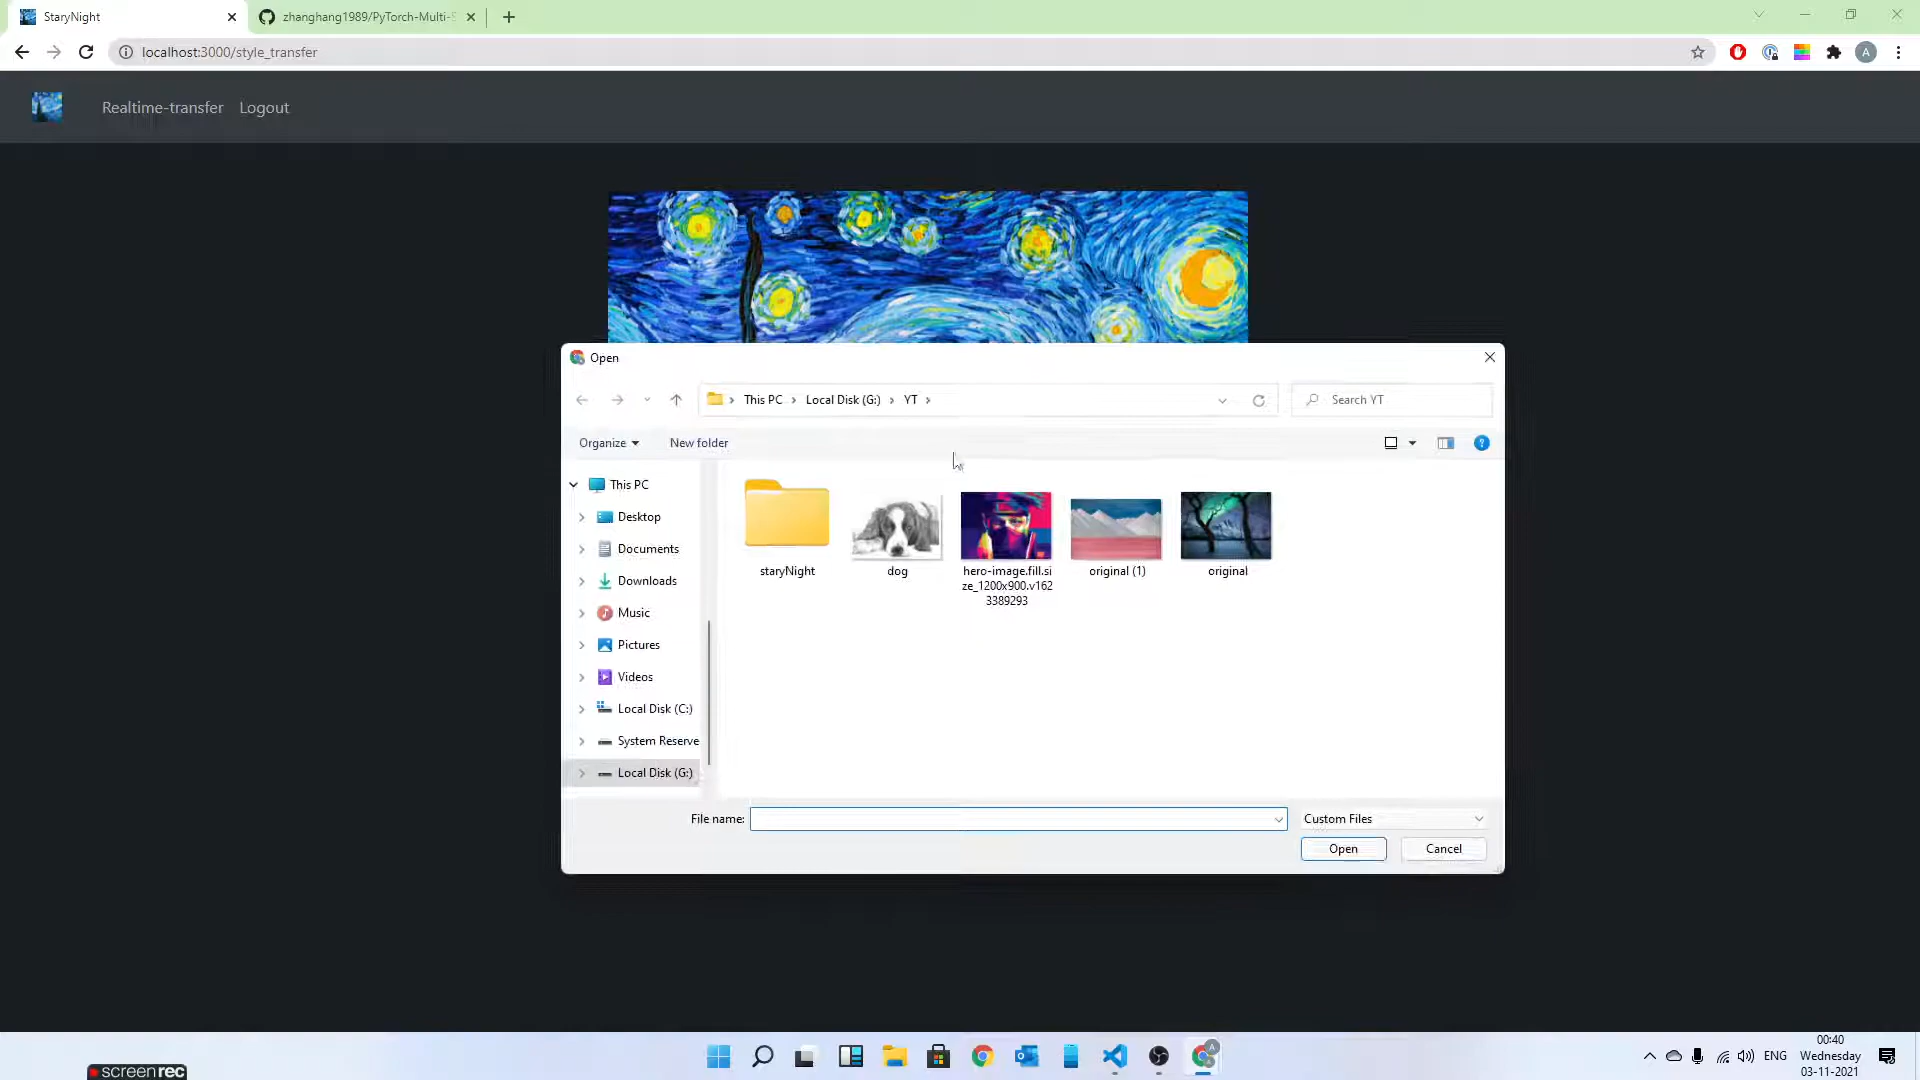 StaryNight
zhanghang1989/PyTorch-Multi-S
localhost:3000/style_transfer
A
Realtime-transfer Logout
Open
This PC Local Disk (G:) YT
Search YT
Organize New folder
This PC
Desktop
Documents
Downloads
Music
Pictures
Videos
Local Disk (C:)
System Reserve
Local Disk (G:)
staryNight
dog
hero-image.fill.si
ze_1200x900.v162
3389293
original (1)
original
File name:
Custom Files
Open Cancel
screenrec
A
ENG
00:40
Wednesday
03-11-2021